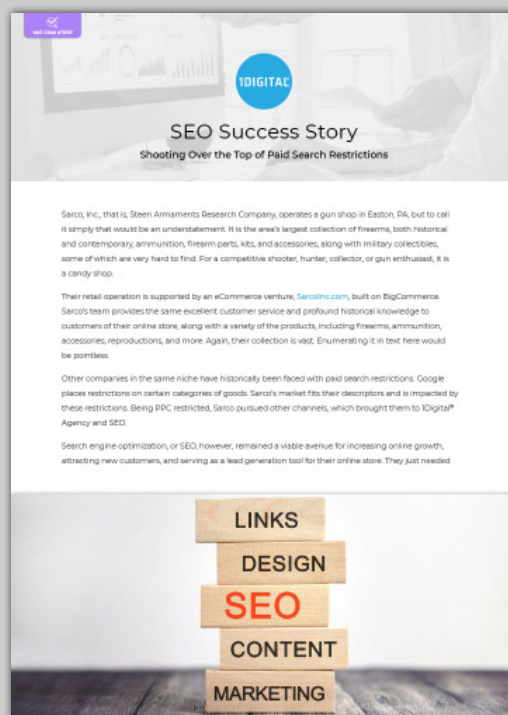 SEO CASE STUDY
1DIGITAL®
SEO Success Story
Shooting Over the Top of Paid Search Restrictions
Sarco, Inc., that is, Steen Armaments Research Company, operates a gun shop in Easton, PA, but to call
it simply that would be an understatement. It is the area's largest collection of firearms, both historical
and contemporary, ammunition, firearm parts, kits, and accessories, along with military collectibles,
some of which are very hard to find. For a competitive shooter, hunter, collector, or gun enthusiast, it is
a candy shop.
Their retail operation is supported by an eCommerce venture, SarcoInc.com, built on BigCommerce.
Sarco's team provides the same excellent customer service and profound historical knowledge to
customers of their online store, along with a variety of the products, including firearms, ammunition,
accessories, reproductions, and more. Again, their collection is vast. Enumerating it in text here would
be pointless.
Other companies in the same niche have historically been faced with paid search restrictions. Google
places restrictions on certain categories of goods. Sarco's market fits their descriptors and is impacted by
these restrictions. Being PPC restricted, Sarco pursued other channels, which brought them to 1Digital®
Agency and SEO.
Search engine optimization, or SEO, however, remained a viable avenue for increasing online growth,
attracting new customers, and serving as a lead generation tool for their online store. They just needed
LINKS
DESIGN
SEO
CONTENT
MARKETING